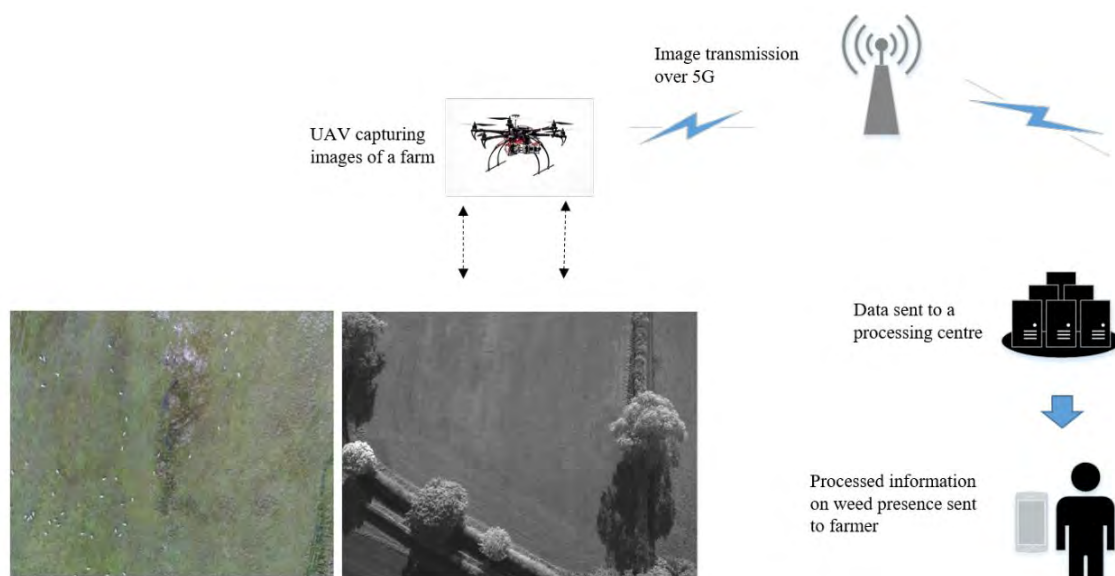 Image transmission
over 5G
UAV capturing
images of a farm
Data sent to a
processing centre
Processed information
on weed presence sent
to farmer